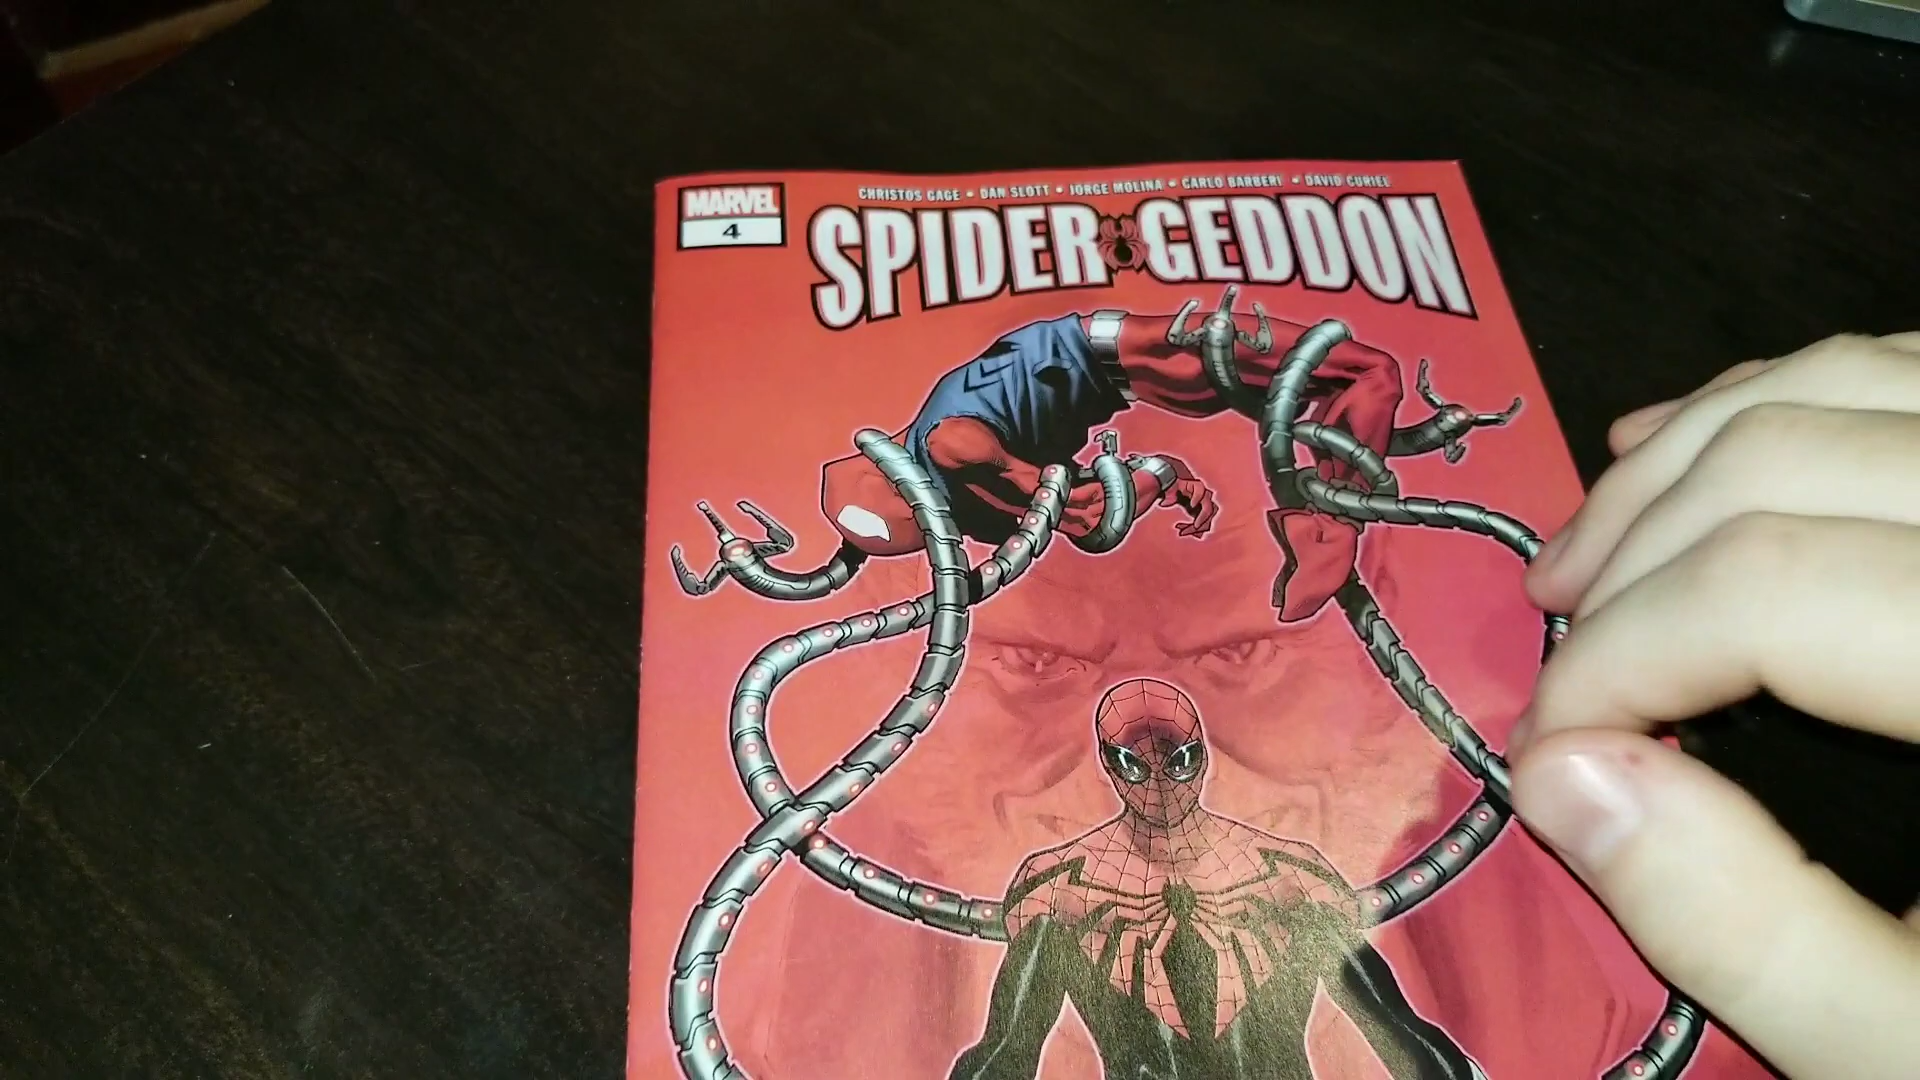 CHRISTOS GAGE • DAN SLOTT • JORGE MOLINA • CARLO BARBERI • DAVID CURIEL
MARVEL
4
SPIDER GEDDON